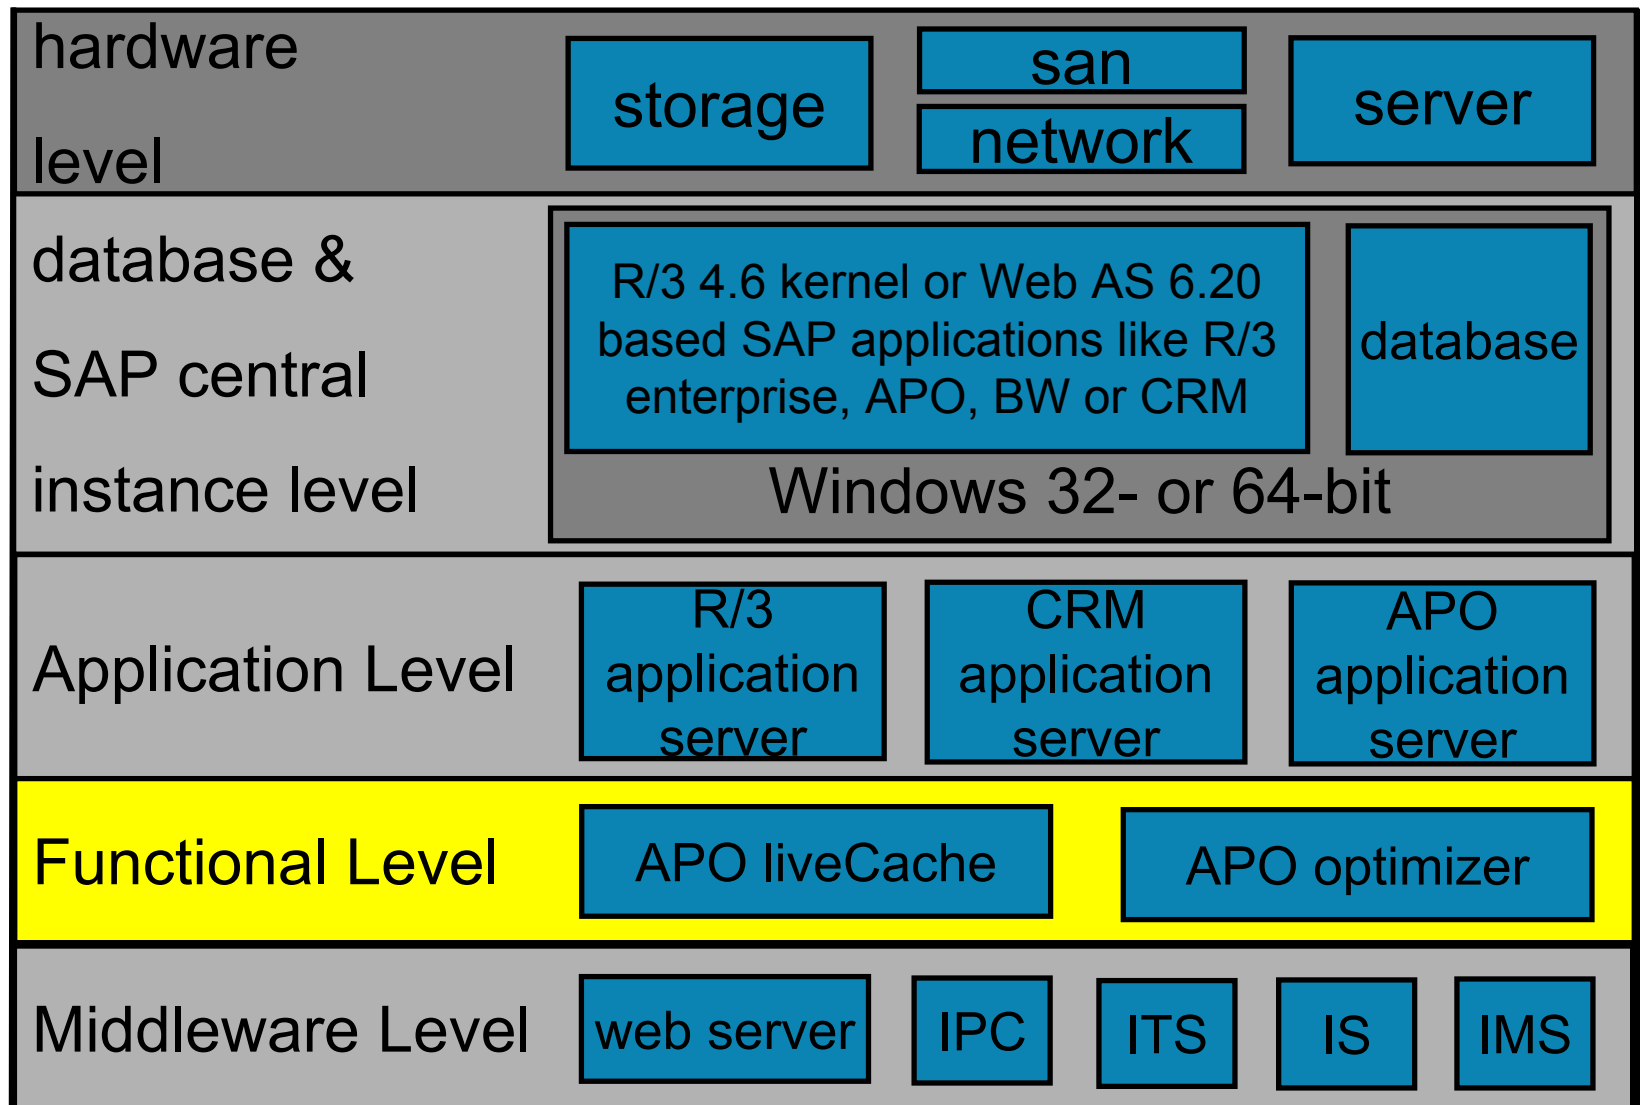 hardware
level
storage
san
network
server
database &
SAP central
instance level
R/3 4.6 kernel or Web AS 6.20
based SAP applications like R/3
enterprise, APO, BW or CRM
database
Windows 32- or 64-bit
Application Level
R/3
application
server
CRM
application
server
APO
application
server
Functional Level
APO liveCache
APO optimizer
Middleware Level
web server
IPC
ITS
IS
IMS